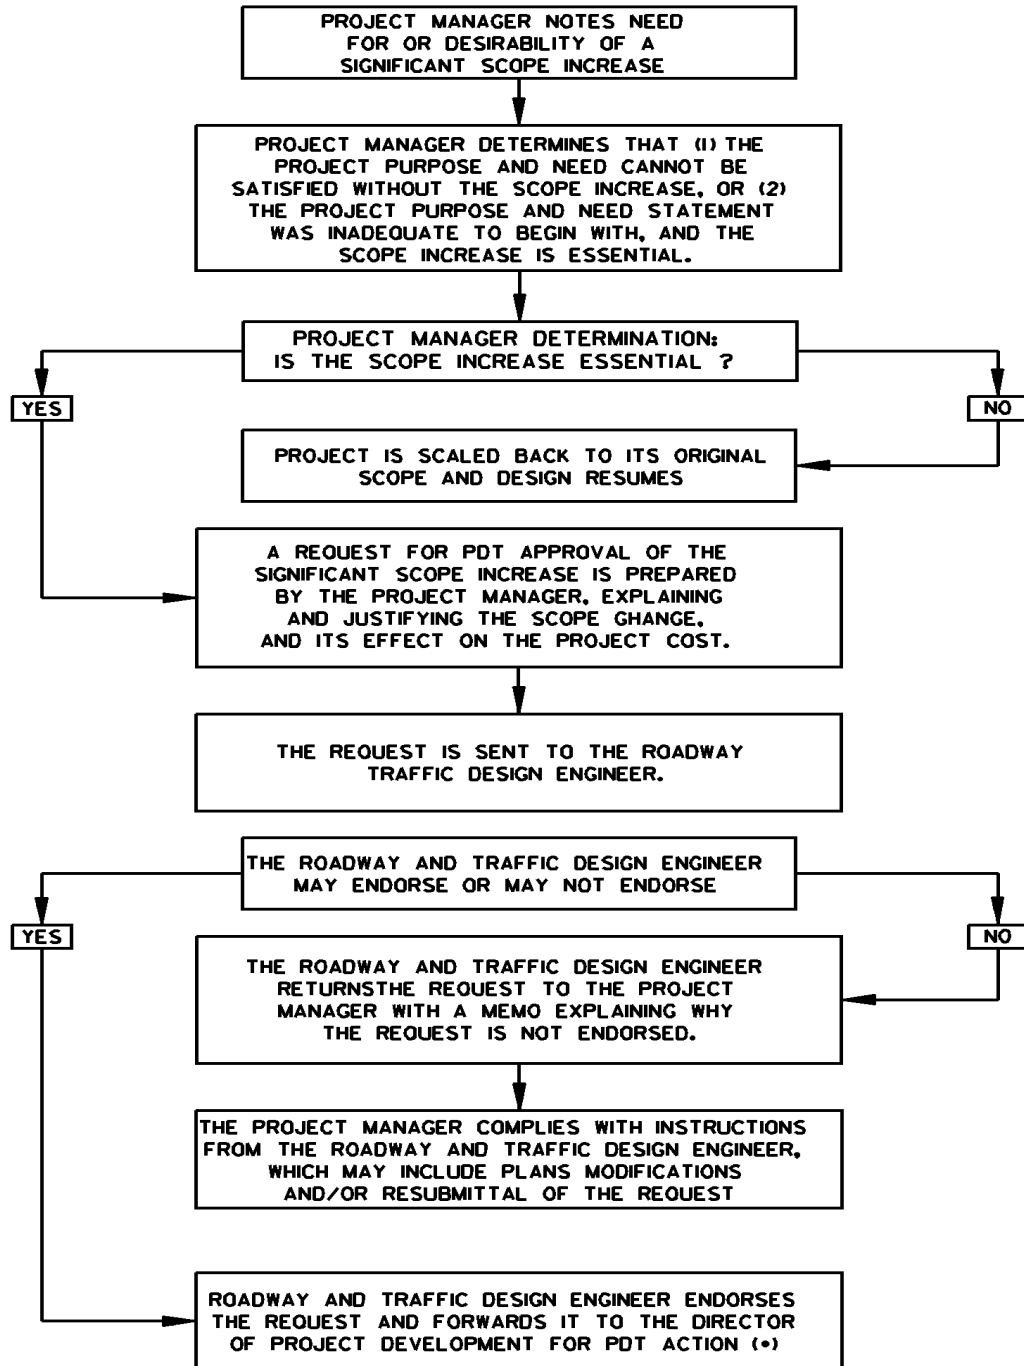 PROJECT MANAGER NOTES NEED
FOR OR DESIRABILITY OF A
SIGNIFICANT SCOPE INCREASE
PROJECT MANAGER DETERMINES THAT (1) THE
PROJECT PURPOSE AND NEED CANNOT BE
SATISFIED WITHOUT THE SCOPE INCREASE, OR (2)
THE PROJECT PURPOSE AND NEED STATEMENT
WAS INADEQUATE TO BEGIN WITH, AND THE
SCOPE INCREASE IS ESSENTIAL.
PROJECT MANAGER DETERMINATION:
IS THE SCOPE INCREASE ESSENTIAL ?
YES
NO
PROJECT IS SCALED BACK TO ITS ORIGINAL
SCOPE AND DESIGN RESUMES
A REQUEST FOR PDT APPROVAL OF THE
SIGNIFICANT SCOPE INCREASE IS PREPARED
BY THE PROJECT MANAGER, EXPLAINING
AND JUSTIFYING THE SCOPE GHANGE,
AND ITS EFFECT ON THE PROJECT COST.
THE REQUEST IS SENT TO THE ROADWAY
TRAFFIC DESIGN ENGINEER.
THE ROADWAY AND TRAFFIC DESIGN ENGINEER
MAY ENDORSE OR MAY NOT ENDORSE
YES
NO
THE ROADWAY AND TRAFFIC DESIGN ENGINEER
RETURNSTHE REQUEST TO THE PROJECT
MANAGER WITH A MEMO EXPLAINING WHY
THE REQUEST IS NOT ENDORSED.
THE PROJECT MANAGER COMPLIES WITH INSTRUCTIONS
FROM THE ROADWAY AND TRAFFIC DESIGN ENGINEER,
WHICH MAY INCLUDE PLANS MODIFICATIONS
AND/OR RESUBMITTAL OF THE REQUEST
ROADWAY AND TRAFFIC DESIGN ENGINEER ENDORSES
THE REQUEST AND FORWARDS IT TO THE DIRECTOR
OF PROJECT DEVELOPMENT FOR PDT ACTION (•)